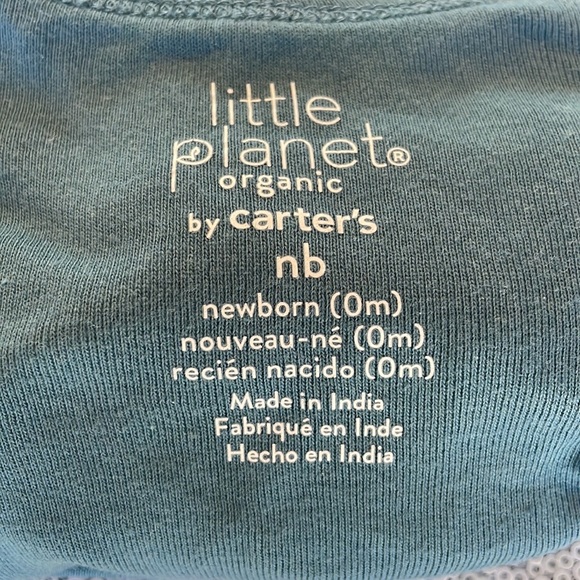 little
planet®
organic
by carter's
nb
newborn (0m)
nouveau-né (0m)
recién nacido (0m)
Made in India
Fabriqué en Inde
Hecho en India